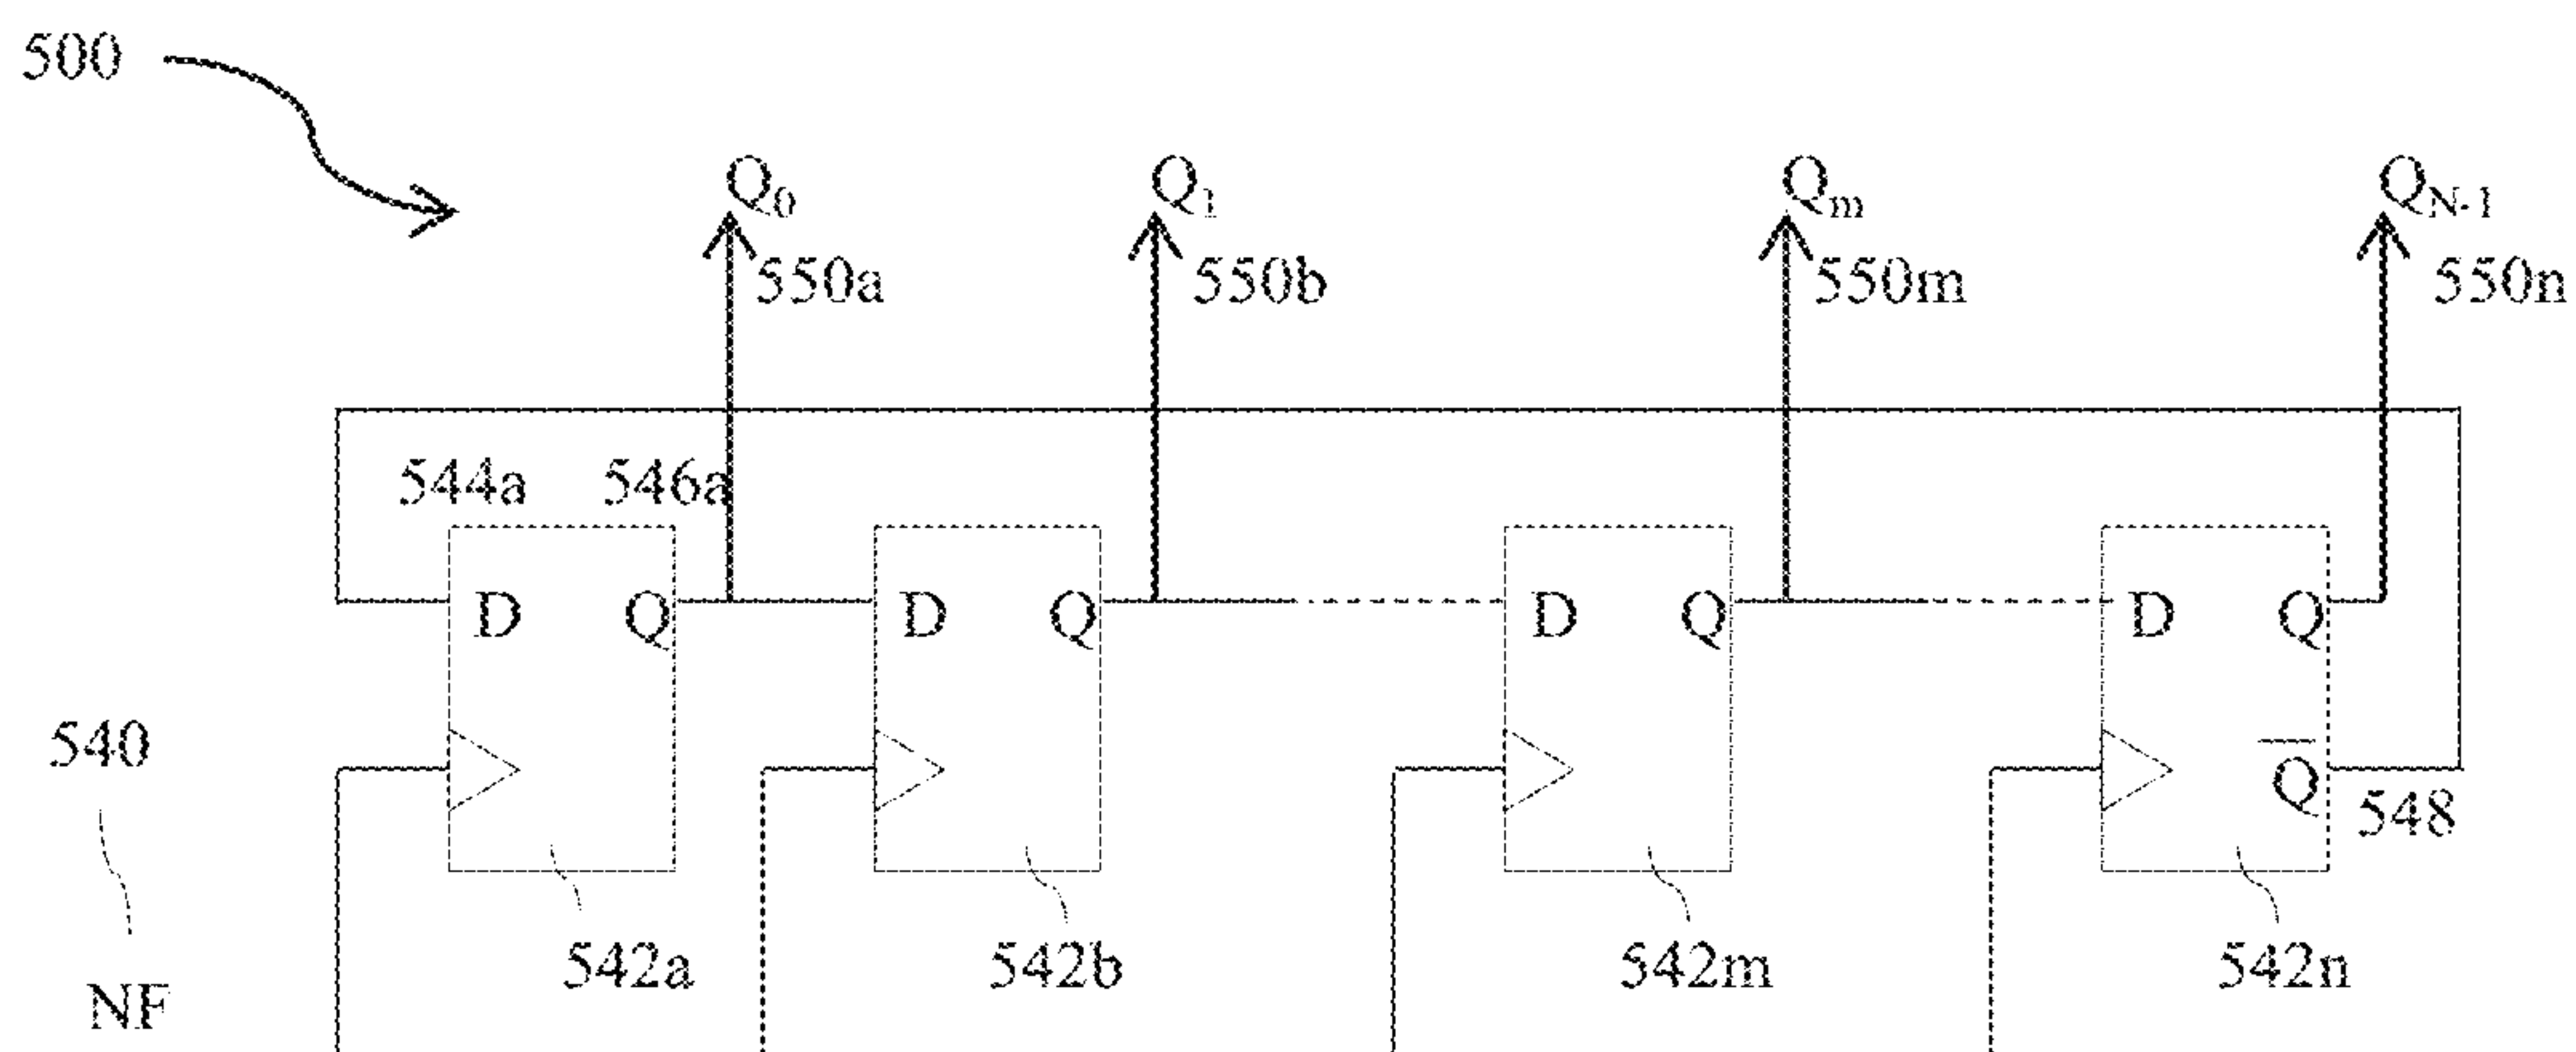 500
Q0 Q1 Qm QN-1
550a 550b 550m 550n
544a 546a
D Q D Q D Q D Q
540 Q̅
548
542a 542b 542m 542n
NF